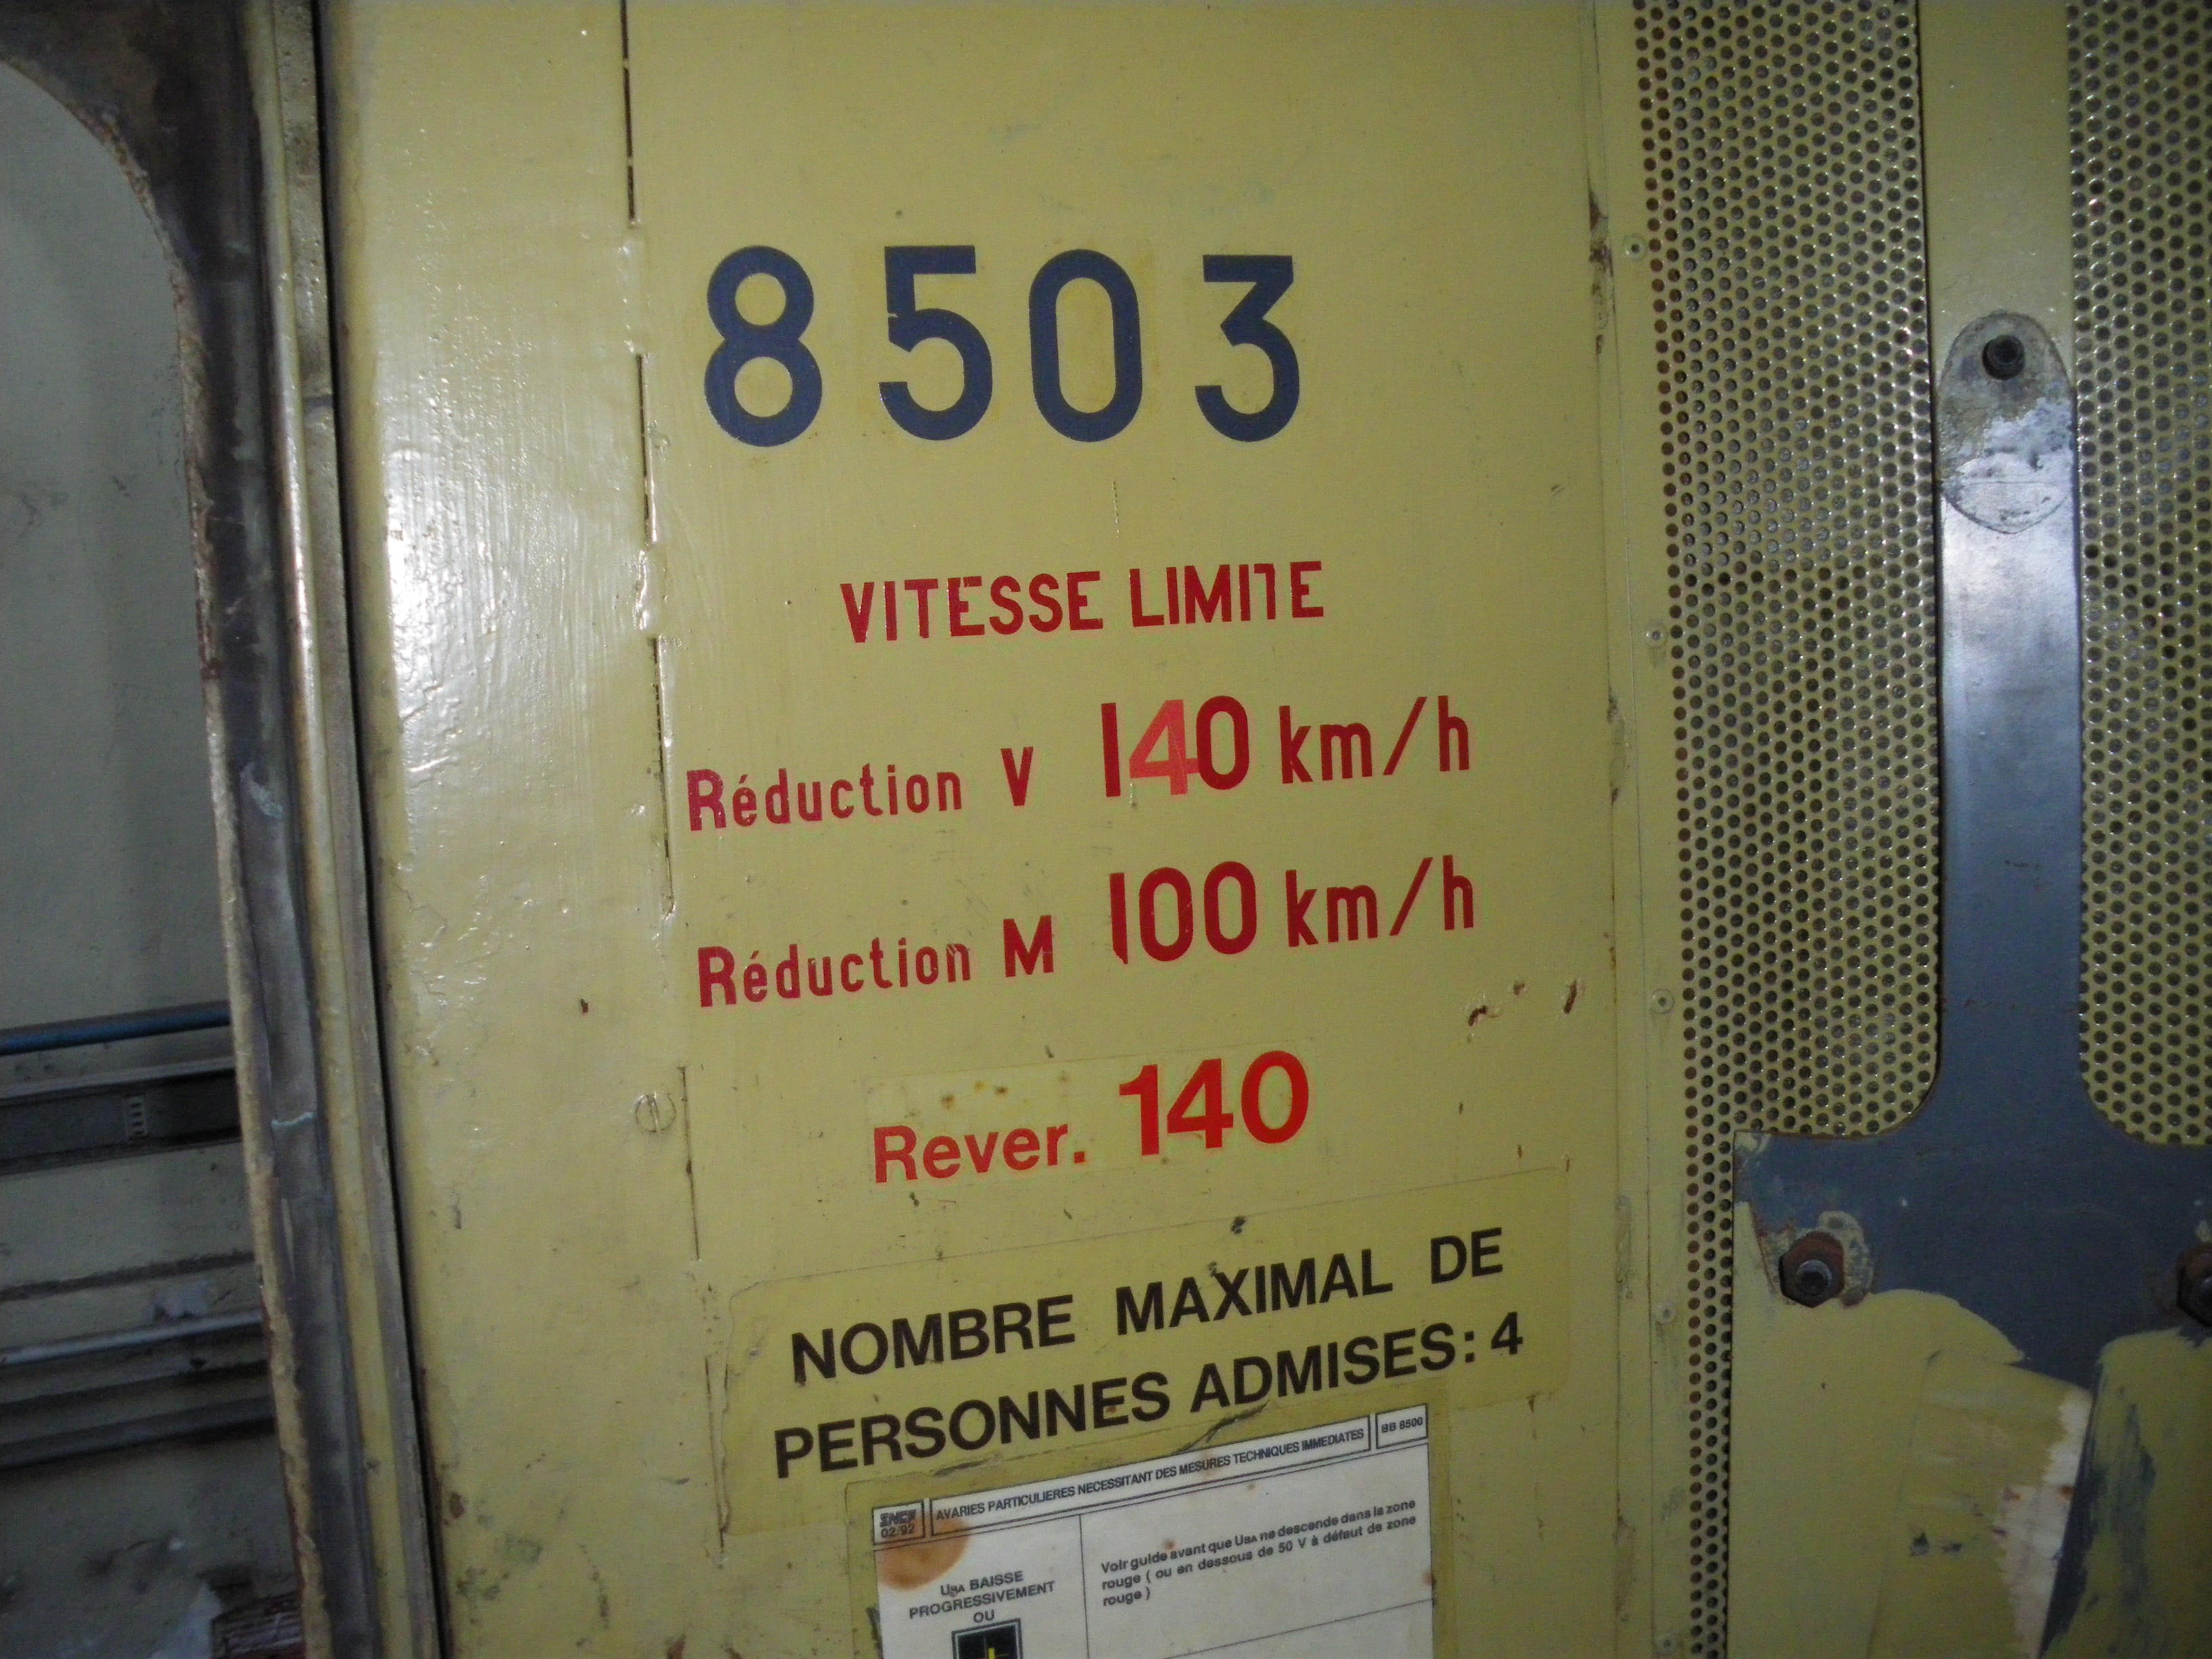 8503
VITESSE LIMITE
Réduction V 140 km/h
Réduction M 100 km/h
Rever. 140
NOMBRE MAXIMAL DE
PERSONNES ADMISES: 4
SNCF
02/92
AVARIES PARTICULIERES NECESSITANT DES MESURES TECHNIQUES IMMEDIATES
BB 8500
UBA BAISSE
PROGRESSIVEMENT
OU
Voir guide avant que UBA ne descende dans la zone
rouge ( ou en dessous de 50 V à défaut de zone
rouge )